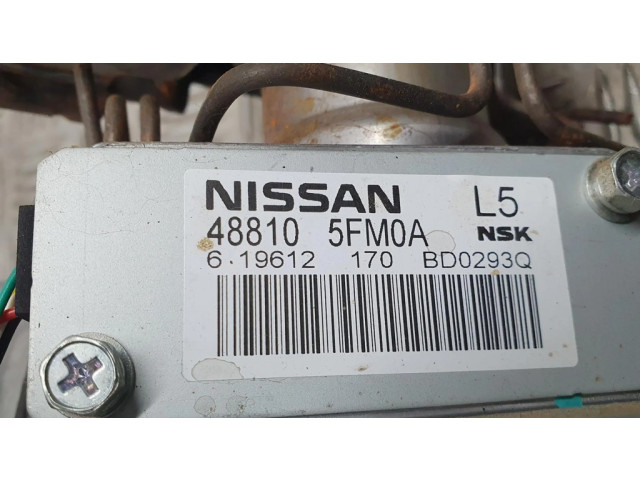 NISSAN L5
48810 5FM0A NSK
6·19612 170 BD0293Q